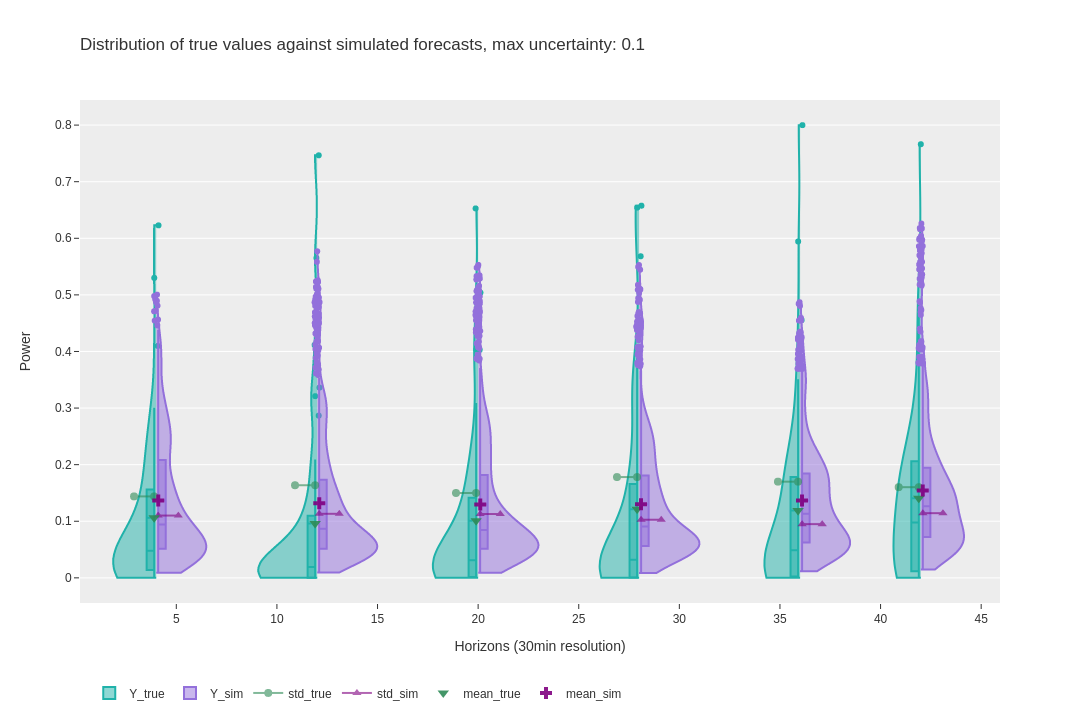 Distribution of true values against simulated forecasts, max uncertainty: 0.1
0.8
0.7
0.6
0.5
0.4
0.3
0.2
0.1
0
Power
5 10 15 20 25 30 35 40 45
Horizons (30min resolution)
Y_true Y_sim std_true std_sim mean_true mean_sim